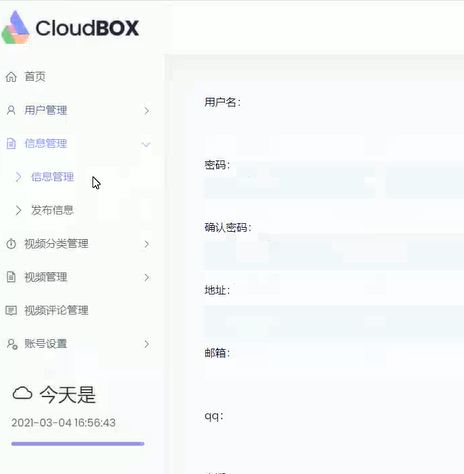 CloudBOX
首页
用户管理
信息管理
信息管理
发布信息
视频分类管理
视频管理
视频评论管理
账号设置
今天是
2021-03-04 16:56:43
用户名:
密码:
确认密码:
地址:
邮箱:
qq: